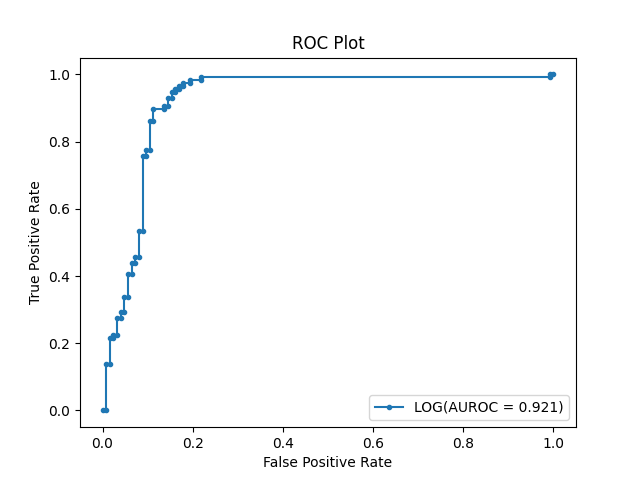 ROC Plot
1.0
0.8
0.6
0.4
0.2
0.0
True Positive Rate
LOG(AUROC = 0.921)
0.0 0.2 0.4 0.6 0.8 1.0
False Positive Rate